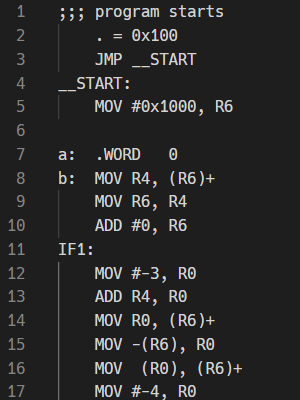 1 ;;; program starts
2 . = 0x100
3 JMP __START
4 __START:
5 MOV #0x1000, R6
6
7 a: .WORD 0
8 b: MOV R4, (R6)+
9 MOV R6, R4
10 ADD #0, R6
11 IF1:
12 MOV #-3, R0
13 ADD R4, R0
14 MOV R0, (R6)+
15 MOV -(R6), R0
16 MOV (R0), (R6)+
17 MOV #-4, R0